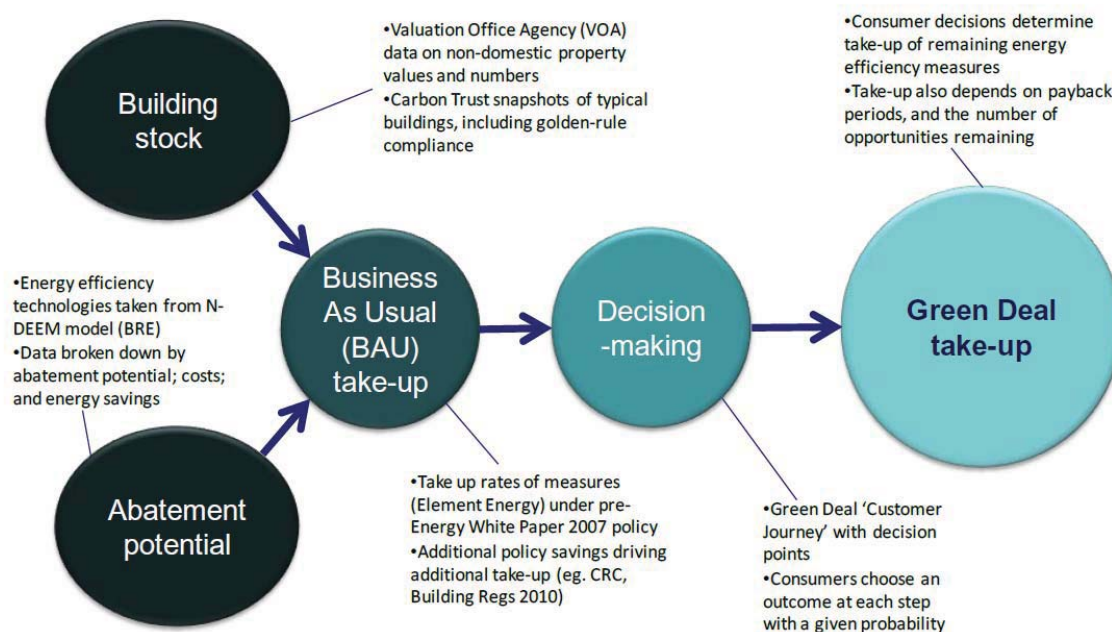 Building
stock
•Valuation Office Agency (VOA)
data on non-domestic property
values and numbers
•Carbon Trust snapshots of typical
buildings, including golden-rule
compliance
•Consumer decisions determine
take-up of remaining energy
efficiency measures
•Take-up also depends on payback
periods, and the number of
opportunities remaining
•Energy efficiency
technologies taken from N-
DEEM model (BRE)
•Data broken down by
abatement potential; costs;
and energy savings
Business
As Usual
(BAU)
take-up
Decision
-making
Green Deal
take-up
Abatement
potential
•Take up rates of measures
(Element Energy) under pre-
Energy White Paper 2007 policy
•Additional policy savings driving
additional take-up (eg. CRC,
Building Regs 2010)
•Green Deal ‘Customer
Journey’ with decision
points
•Consumers choose an
outcome at each step
with a given probability